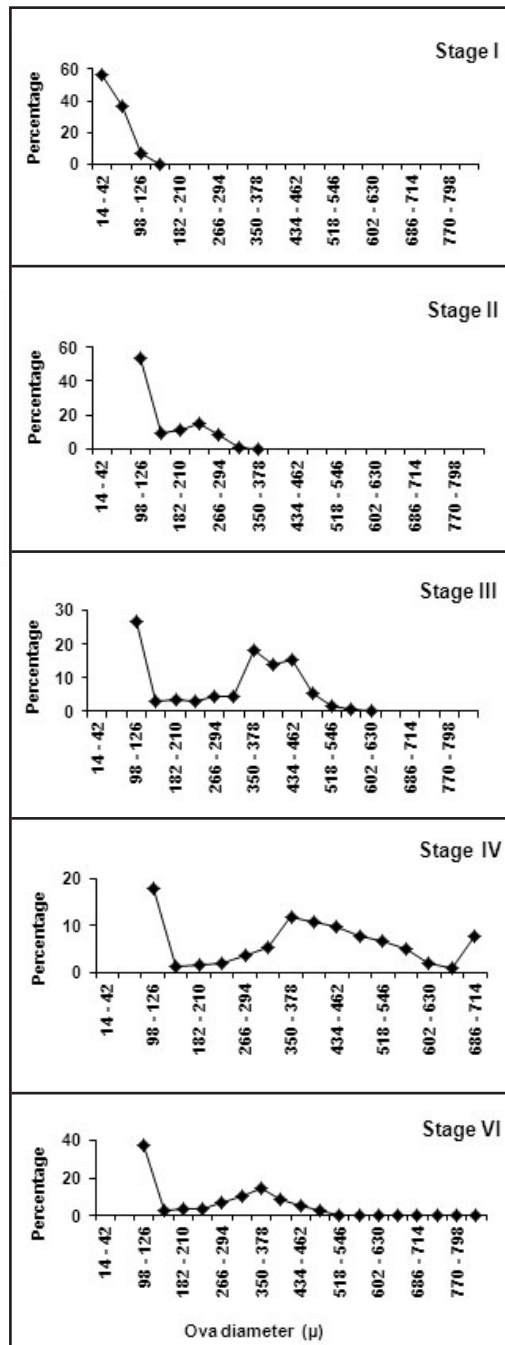 Stage I
Percentage
60
40
20
0
14 - 42
98 - 126
182 - 210
266 - 294
350 - 378
434 - 462
518 - 546
602 - 630
686 - 714
770 - 798
Stage II
Percentage
60
40
20
0
14 - 42
98 - 126
182 - 210
266 - 294
350 - 378
434 - 462
518 - 546
602 - 630
686 - 714
770 - 798
Stage III
Percentage
30
20
10
0
14 - 42
98 - 126
182 - 210
266 - 294
350 - 378
434 - 462
518 - 546
602 - 630
686 - 714
770 - 798
Stage IV
Percentage
20
10
0
14 - 42
98 - 126
182 - 210
266 - 294
350 - 378
434 - 462
518 - 546
602 - 630
686 - 714
Stage VI
Percentage
40
20
0
14 - 42
98 - 126
182 - 210
266 - 294
350 - 378
434 - 462
518 - 546
602 - 630
686 - 714
770 - 798
Ova diameter (µ)